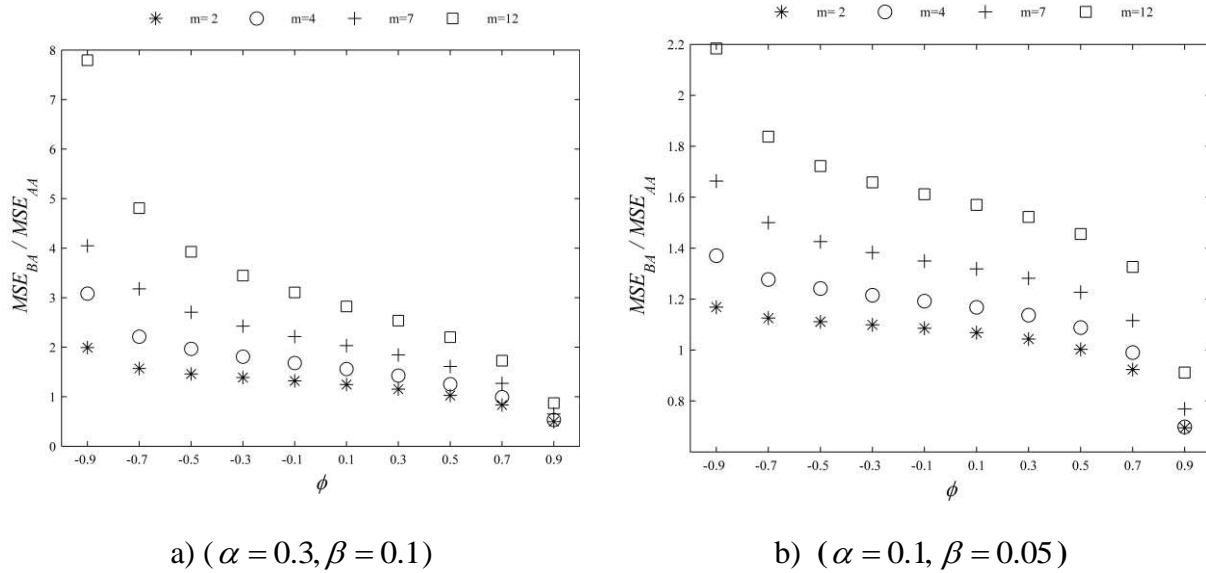 m= 2 m=4 m=7 m=12
8
7
6
5
4
3
2
1
0
MSE_BA / MSE_AA
-0.9 -0.7 -0.5 -0.3 -0.1 0.1 0.3 0.5 0.7 0.9
ϕ
a) (α = 0.3, β = 0.1)
m= 2 m=4 m=7 m=12
2.2
2
1.8
1.6
1.4
1.2
1
0.8
MSE_BA / MSE_AA
-0.9 -0.7 -0.5 -0.3 -0.1 0.1 0.3 0.5 0.7 0.9
ϕ
b) (α = 0.1, β = 0.05)